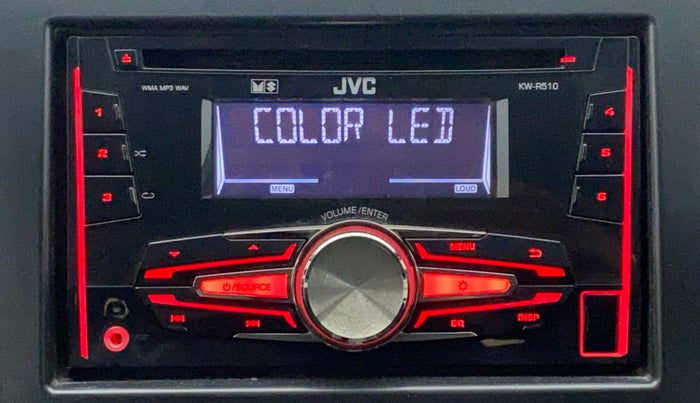 WMA MP3 WAV
JVC
KW-R510
COLOR LED
MENU
LOUD
1
2
3
4
5
6
VOLUME/ENTER
MENU
/SOURCE
EQ
DISP